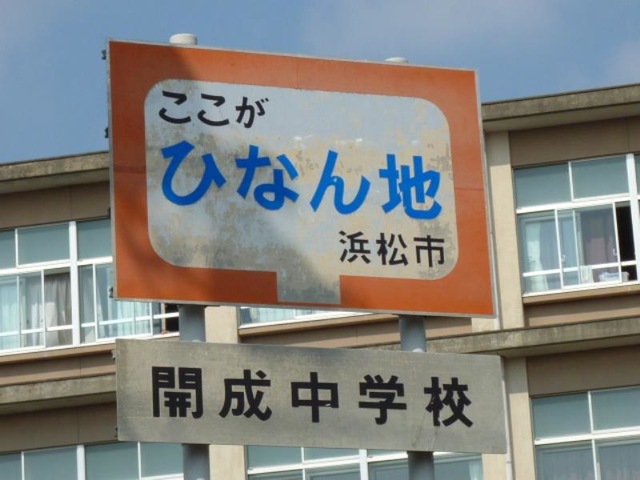 ここが
ひなん地
浜松市
開成中学校